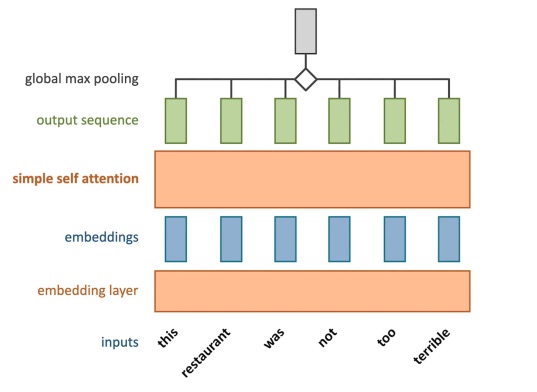 global max pooling
output sequence
simple self attention
embeddings
embedding layer
inputs
this
restaurant
was
not
too
terrible